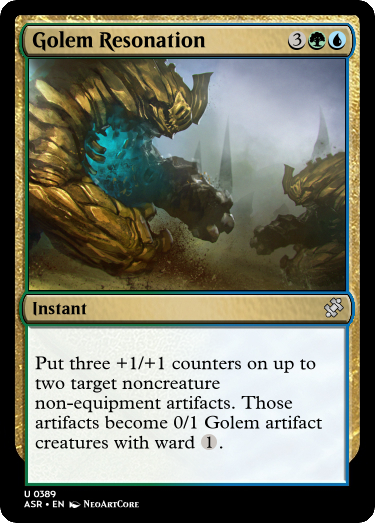 Golem Resonation 3
Instant
Put three +1/+1 counters on up to
two target noncreature
non-equipment artifacts. Those
artifacts become 0/1 Golem artifact
creatures with ward 1.
U 0389
ASR • EN NeoArtCore